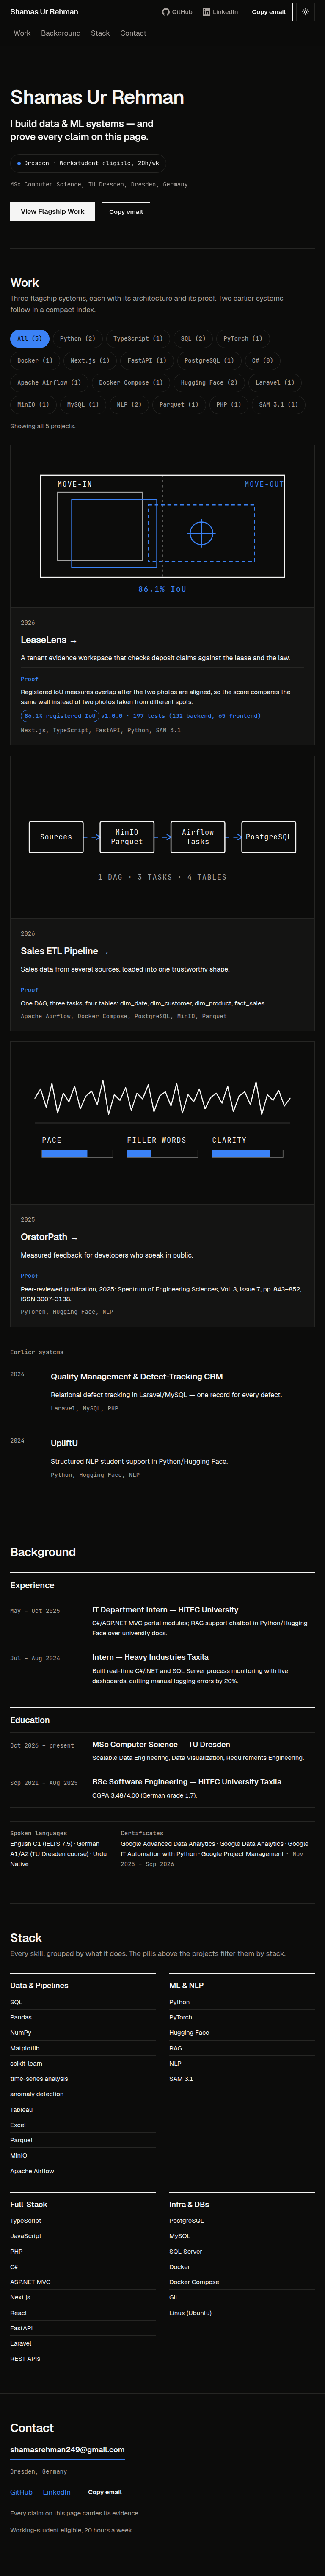 Shamas Ur Rehman
GitHub
LinkedIn
Copy email
Work Background Stack Contact
Shamas Ur Rehman
I build data & ML systems — and
prove every claim on this page.
Dresden · Werkstudent eligible, 20h/wk
MSc Computer Science, TU Dresden, Dresden, Germany
View Flagship Work
Copy email
Work
Three flagship systems, each with its architecture and its proof. Two earlier systems
follow in a compact index.
All (5) Python (2) TypeScript (1) SQL (2) PyTorch (1)
Docker (1) Next.js (1) FastAPI (1) PostgreSQL (1) C# (0)
Apache Airflow (1) Docker Compose (1) Hugging Face (2) Laravel (1)
MinIO (1) MySQL (1) NLP (2) Parquet (1) PHP (1) SAM 3.1 (1)
Showing all 5 projects.
MOVE-IN
MOVE-OUT
86.1% IoU
2026
LeaseLens →
A tenant evidence workspace that checks deposit claims against the lease and the law.
Proof
Registered IoU measures overlap after the two photos are aligned, so the score compares the
same wall instead of two photos taken from different spots.
86.1% registered IoU v1.8.0 · 197 tests (132 backend, 65 frontend)
Next.js, TypeScript, FastAPI, Python, SAM 3.1
Sources
MinIO
Parquet
Airflow
Tasks
PostgreSQL
1 DAG · 3 TASKS · 4 TABLES
2026
Sales ETL Pipeline →
Sales data from several sources, loaded into one trustworthy shape.
Proof
One DAG, three tasks, four tables: dim_date, dim_customer, dim_product, fact_sales.
Apache Airflow, Docker Compose, PostgreSQL, MinIO, Parquet
PACE
FILLER WORDS
CLARITY
2025
OratorPath →
Measured feedback for developers who speak in public.
Proof
Peer-reviewed publication, 2025: Spectrum of Engineering Sciences, Vol. 3, Issue 7, pp. 843–852,
ISSN 3007-3138.
PyTorch, Hugging Face, NLP
Earlier systems
2024
Quality Management & Defect-Tracking CRM
Relational defect tracking in Laravel/MySQL — one record for every defect.
Laravel, MySQL, PHP
2024
UpliftU
Structured NLP student support in Python/Hugging Face.
Python, Hugging Face, NLP
Background
Experience
May – Oct 2025
IT Department Intern — HITEC University
C#/ASP.NET MVC portal modules; RAG support chatbot in Python/Hugging
Face over university docs.
Jul – Aug 2024
Intern — Heavy Industries Taxila
Built real-time C#/.NET and SQL Server process monitoring with live
dashboards, cutting manual logging errors by 20%.
Education
Oct 2026 – present
MSc Computer Science — TU Dresden
Scalable Data Engineering, Data Visualization, Requirements Engineering.
Sep 2021 – Aug 2025
BSc Software Engineering — HITEC University Taxila
CGPA 3.48/4.00 (German grade 1.7).
Spoken languages
English C1 (IELTS 7.5) · German
A1/A2 (TU Dresden course) · Urdu
Native
Certificates
Google Advanced Data Analytics · Google Data Analytics · Google
IT Automation with Python · Google Project Management · Nov
2025 – Sep 2026
Stack
Every skill, grouped by what it does. The pills above the projects filter them by stack.
Data & Pipelines
SQL
Pandas
NumPy
Matplotlib
scikit-learn
time-series analysis
anomaly detection
Tableau
Excel
Parquet
MinIO
Apache Airflow
ML & NLP
Python
PyTorch
Hugging Face
RAG
NLP
SAM 3.1
Full-Stack
TypeScript
JavaScript
PHP
C#
ASP.NET MVC
Next.js
React
FastAPI
Laravel
REST APIs
Infra & DBs
PostgreSQL
MySQL
SQL Server
Docker
Docker Compose
Git
Linux (Ubuntu)
Contact
shamasrehman249@gmail.com
Dresden, Germany
GitHub LinkedIn Copy email
Every claim on this page carries its evidence.
Working-student eligible, 20 hours a week.